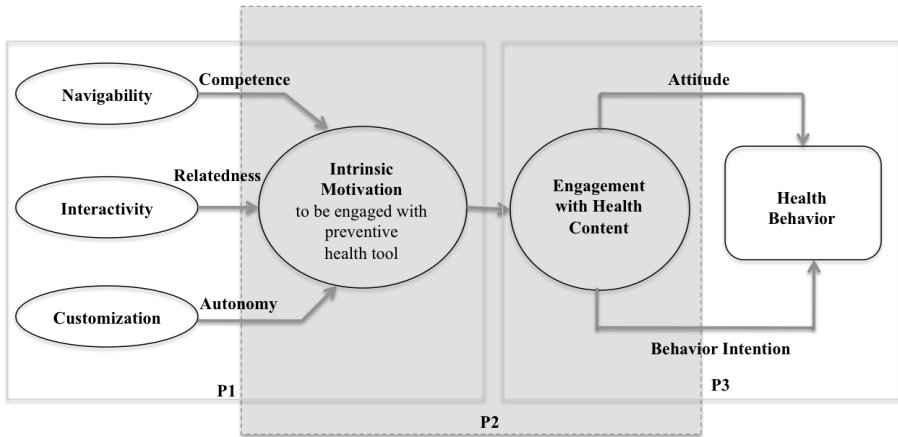 Competence
Navigability
Relatedness
Interactivity
Autonomy
Customization
P1
Intrinsic
Motivation
to be engaged with
preventive
health tool
P2
Engagement
with Health
Content
Attitude
Health
Behavior
Behavior Intention
P3